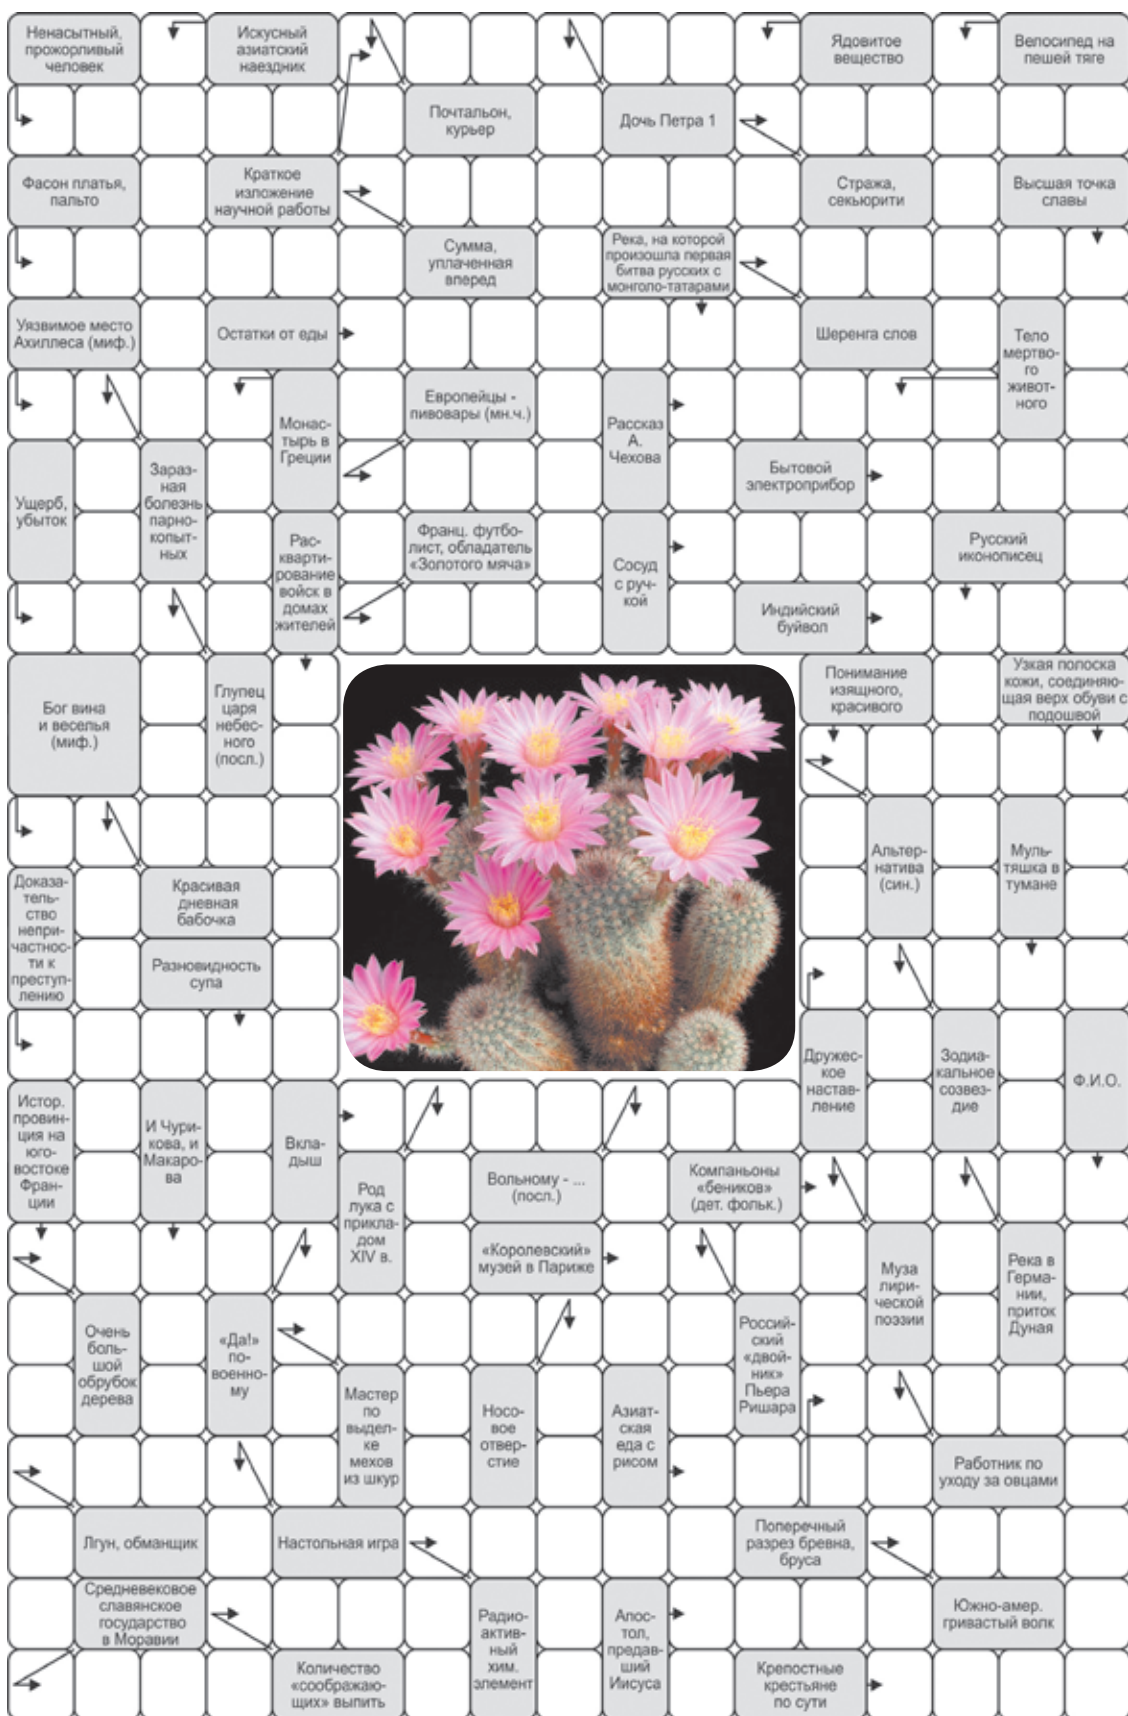 Ненасытный,
прожорливый
человек
Искусный
азиатский
наездник
Ядовитое
вещество
Велосипед на
пешей тяге
Почтальон,
курьер
Дочь Петра 1
Фасон платья,
пальто
Краткое
изложение
научной работы
Стража,
секьюрити
Высшая точка
славы
Сумма,
уплаченная
вперед
Река, на которой
произошла первая
битва русских с
монголо-татарами
Уязвимое место
Ахиллеса (миф.)
Остатки от еды
Шеренга слов
Тело
мертво-
го
живот-
ного
Монас-
тырь в
Греции
Европейцы -
пивовары (мн.ч.)
Рассказ
А.
Чехова
Ущерб,
убыток
Зараз-
ная
болезнь
парно-
копыт-
ных
Бытовой
электроприбор
Рас-
кварти-
рование
войск в
домах
жителей
Франц. футбо-
лист, обладатель
«Золотого мяча»
Сосуд
с руч-
кой
Русский
иконописец
Индийский
буйвол
Бог вина
и веселья
(миф.)
Глупец
царя
небес-
ного
(посл.)
Понимание
изящного,
красивого
Узкая полоска
кожи, соединяю-
щая верх обуви с
подошвой
Альтер-
натива
(син.)
Муль-
тяшка в
тумане
Доказа-
тель-
ство
непри-
частнос-
ти к
преступ-
лению
Красивая
дневная
бабочка
Разновидность
супа
Дружес-
кое
настав-
ление
Зодиа-
кальное
созвез-
дие
Ф.И.О.
Истор.
провин-
ция на
юго-
востоке
Фран-
ции
И Чури-
кова, и
Макаро-
ва
Вкла-
дыш
Род
лука с
прикла-
дом
XIV в.
Вольному - ...
(посл.)
Компаньоны
«беников»
(дет. фольк.)
«Королевский»
музей в Париже
Муза
лири-
ческой
поэзии
Река в
Герма-
нии,
приток
Дуная
Очень
боль-
шой
обрубок
дерева
«Да!»
по-
военно-
му
Россий-
ский
«двой-
ник»
Пьера
Ришара
Мастер
по
выдел-
ке
мехов
из шкур
Носо-
вое
отвер-
стие
Азиат-
ская
еда с
рисом
Работник по
уходу за овцами
Лгун, обманщик
Настольная игра
Поперечный
разрез бревна,
бруса
Средневековое
славянское
государство
в Моравии
Радио-
актив-
ный
хим.
элемент
Апос-
тол,
предав-
ший
Иисуса
Южно-амер.
гривастый волк
Количество
«соображаю-
щих» выпить
Крепостные
крестьяне
по сути